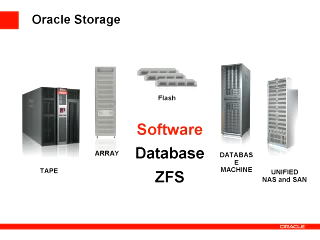 Oracle Storage
Flash
Software
Database
ZFS
TAPE
ARRAY
DATABAS
E
MACHINE
UNIFIED
NAS and SAN
ORACLE